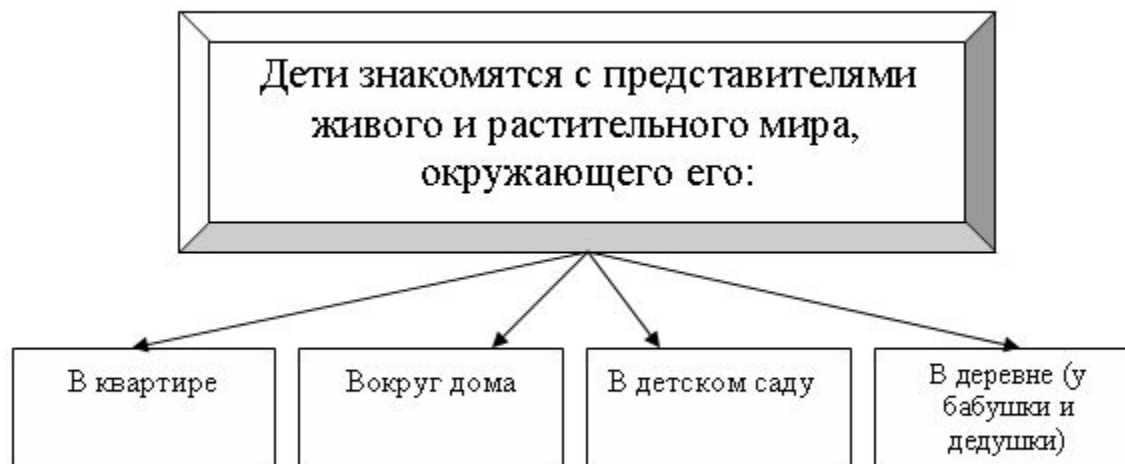 Дети знакомятся с представителями
живого и растительного мира,
окружающего его:
В квартире
Вокруг дома
В детском саду
В деревне (у
бабушки и
дедушки)